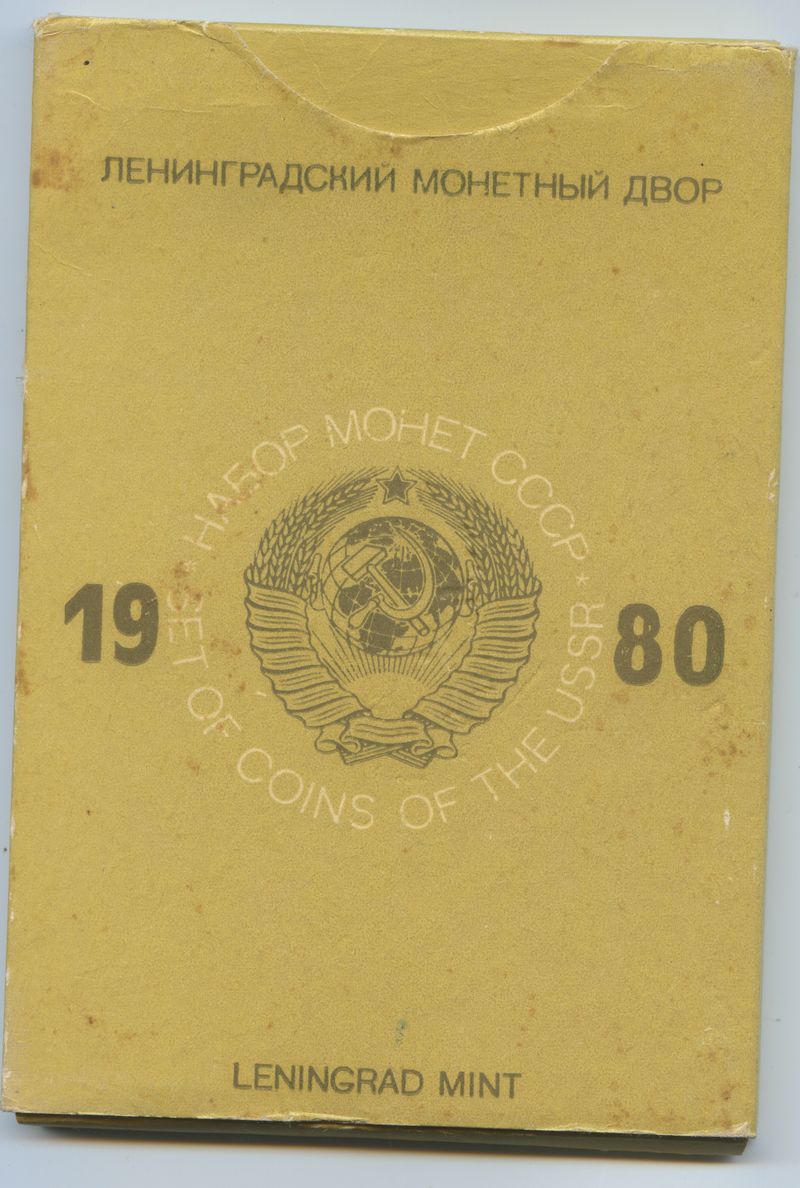 ЛЕНИНГРАДСКИЙ МОНЕТНЫЙ ДВОР
* НАБОР МОНЕТ СССР *
19 80
SET OF COINS OF THE USSR
LENINGRAD MINT